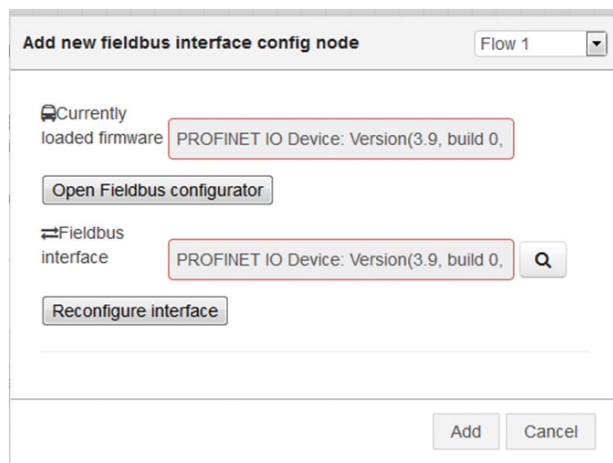 Add new fieldbus interface config node
Flow 1
Currently
loaded firmware
PROFINET IO Device: Version(3.9, build 0,
Open Fieldbus configurator
Fieldbus
interface
PROFINET IO Device: Version(3.9, build 0,
Reconfigure interface
Add
Cancel